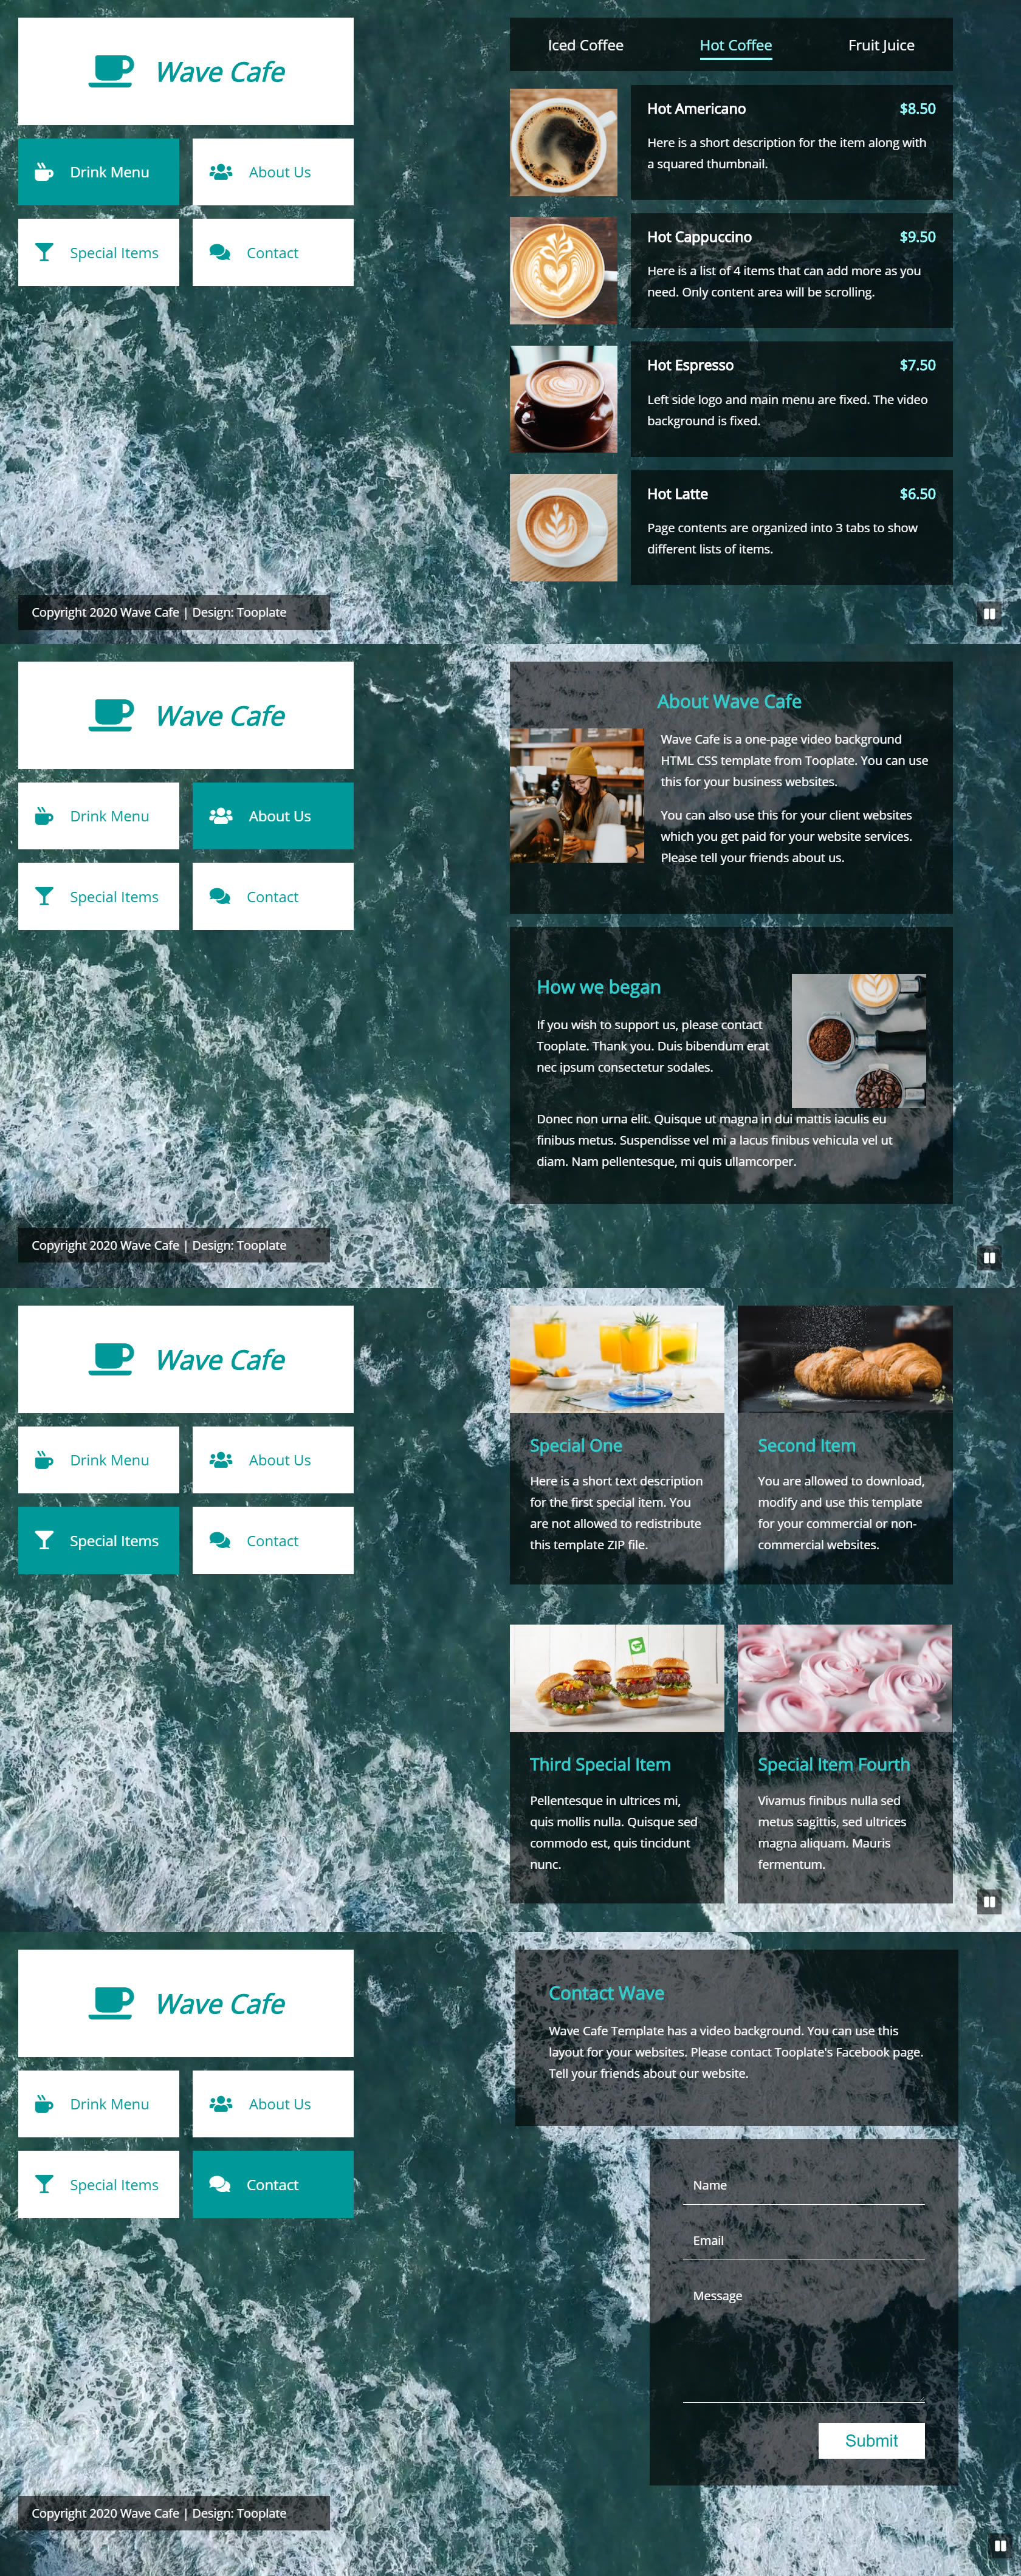 Wave Cafe
Drink Menu
About Us
Special Items
Contact
Copyright 2020 Wave Cafe | Design: Tooplate
Iced Coffee
Hot Coffee
Fruit Juice
Hot Americano
$8.50
Here is a short description for the item along with
a squared thumbnail.
Hot Cappuccino
$9.50
Here is a list of 4 items that can add more as you
need. Only content area will be scrolling.
Hot Espresso
$7.50
Left side logo and main menu are fixed. The video
background is fixed.
Hot Latte
$6.50
Page contents are organized into 3 tabs to show
different lists of items.
Wave Cafe
Drink Menu
About Us
Special Items
Contact
Copyright 2020 Wave Cafe | Design: Tooplate
About Wave Cafe
Wave Cafe is a one-page video background
HTML CSS template from Tooplate. You can use
this for your business websites.
You can also use this for your client websites
which you get paid for your website services.
Please tell your friends about us.
How we began
If you wish to support us, please contact
Tooplate. Thank you. Duis bibendum erat
nec ipsum consectetur sodales.
Donec non urna elit. Quisque ut magna in dui mattis iaculis eu
finibus metus. Suspendisse vel mi a lacus finibus vehicula vel ut
diam. Nam pellentesque, mi quis ullamcorper.
Wave Cafe
Drink Menu
About Us
Special Items
Contact
Special One
Here is a short text description
for the first special item. You
are not allowed to redistribute
this template ZIP file.
Second Item
You are allowed to download,
modify and use this template
for your commercial or non-
commercial websites.
Third Special Item
Pellentesque in ultrices mi,
quis mollis nulla. Quisque sed
commodo est, quis tincidunt
nunc.
Special Item Fourth
Vivamus finibus nulla sed
metus sagittis, sed ultrices
magna aliquam. Mauris
fermentum.
Wave Cafe
Drink Menu
About Us
Special Items
Contact
Copyright 2020 Wave Cafe | Design: Tooplate
Contact Wave
Wave Cafe Template has a video background. You can use this
layout for your websites. Please contact Tooplate's Facebook page.
Tell your friends about our website.
Name
Email
Message
Submit